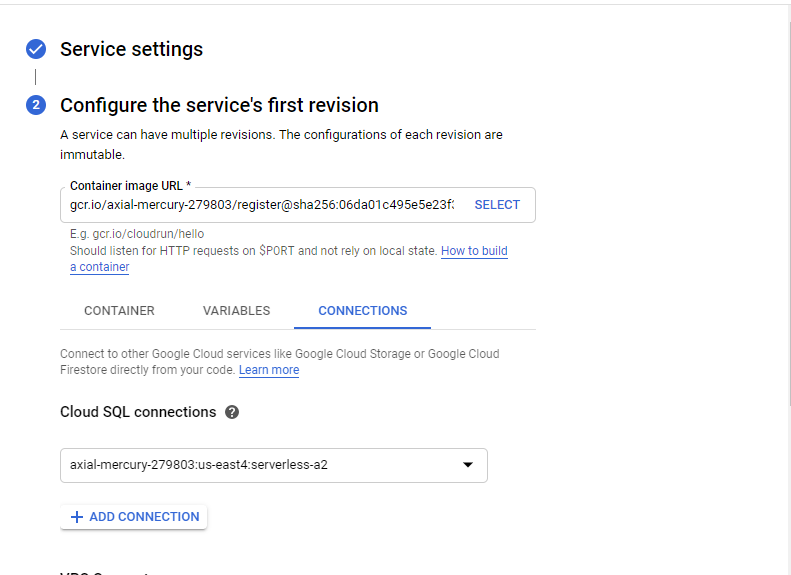 Service settings
2
Configure the service's first revision
A service can have multiple revisions. The configurations of each revision are
immutable.
Container image URL *
gcr.io/axial-mercury-279803/register@sha256:06da01c495e5e23f
SELECT
E.g. gcr.io/cloudrun/hello
Should listen for HTTP requests on $PORT and not rely on local state. How to build
a container
CONTAINER VARIABLES CONNECTIONS
Connect to other Google Cloud services like Google Cloud Storage or Google Cloud
Firestore directly from your code. Learn more
Cloud SQL connections ?
axial-mercury-279803:us-east4:serverless-a2
+ ADD CONNECTION